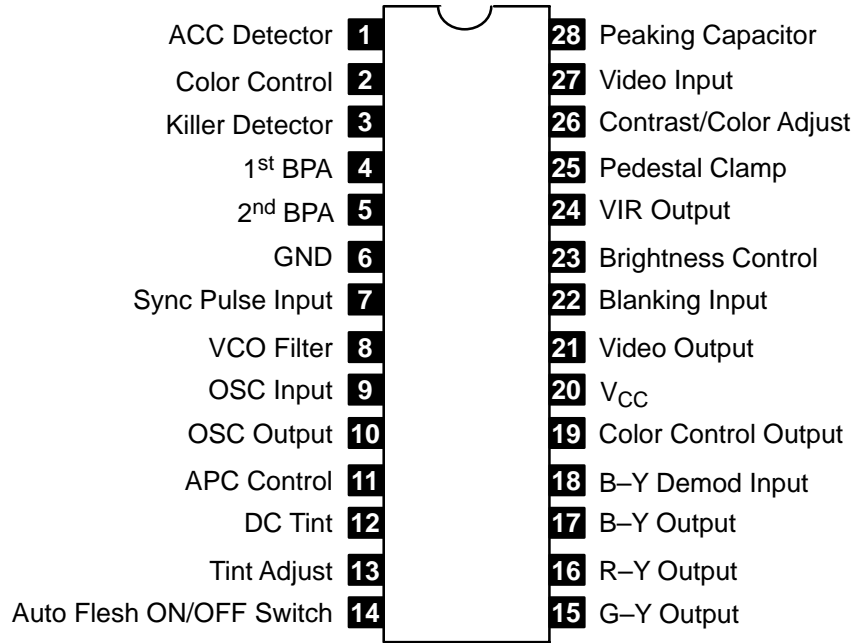 ACC Detector 1 28 Peaking Capacitor
Color Control 2 27 Video Input
Killer Detector 3 26 Contrast/Color Adjust
1st BPA 4 25 Pedestal Clamp
2nd BPA 5 24 VIR Output
GND 6 23 Brightness Control
Sync Pulse Input 7 22 Blanking Input
VCO Filter 8 21 Video Output
OSC Input 9 20 VCC
OSC Output 10 19 Color Control Output
APC Control 11 18 B–Y Demod Input
DC Tint 12 17 B–Y Output
Tint Adjust 13 16 R–Y Output
Auto Flesh ON/OFF Switch 14 15 G–Y Output